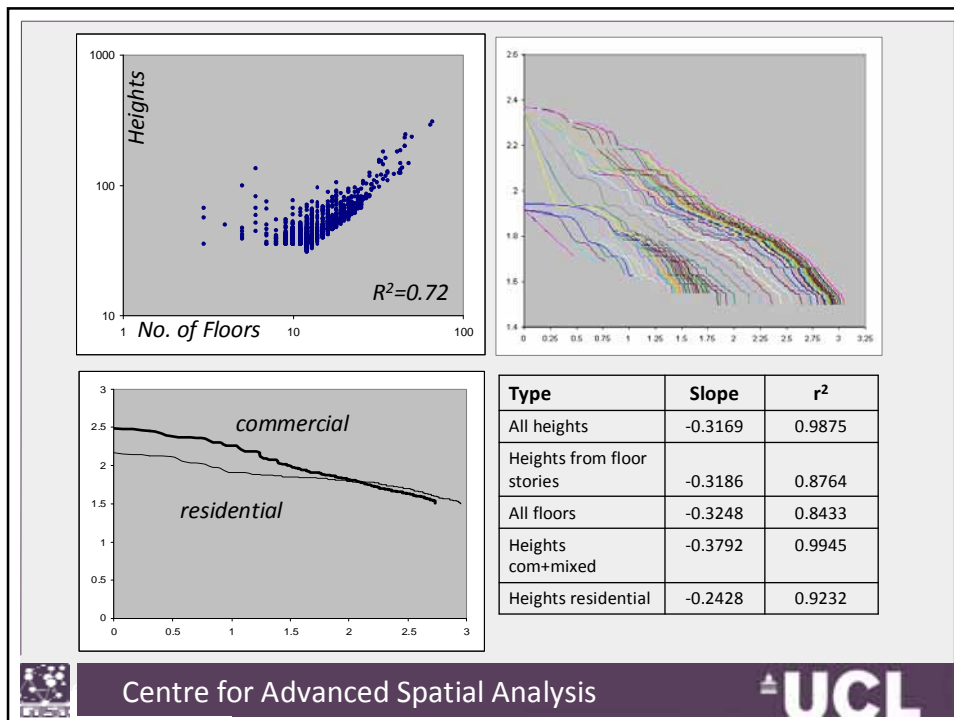 1000
Heights
100
10
R²=0.72
1 No. of Floors 10 100
2.6
2.4
2.2
2
1.8
1.6
1.4
0 0.25 0.5 0.75 1 1.25 1.5 1.75 2 2.25 2.5 2.75 3 3.25
3
2.5
2
1.5
1
0.5
0
commercial
residential
0 0.5 1 1.5 2 2.5 3
Type Slope r²
All heights -0.3169 0.9875
Heights from floor
stories -0.3186 0.8764
All floors -0.3248 0.8433
Heights -0.3792 0.9945
com+mixed
Heights residential -0.2428 0.9232
Centre for Advanced Spatial Analysis
UCL